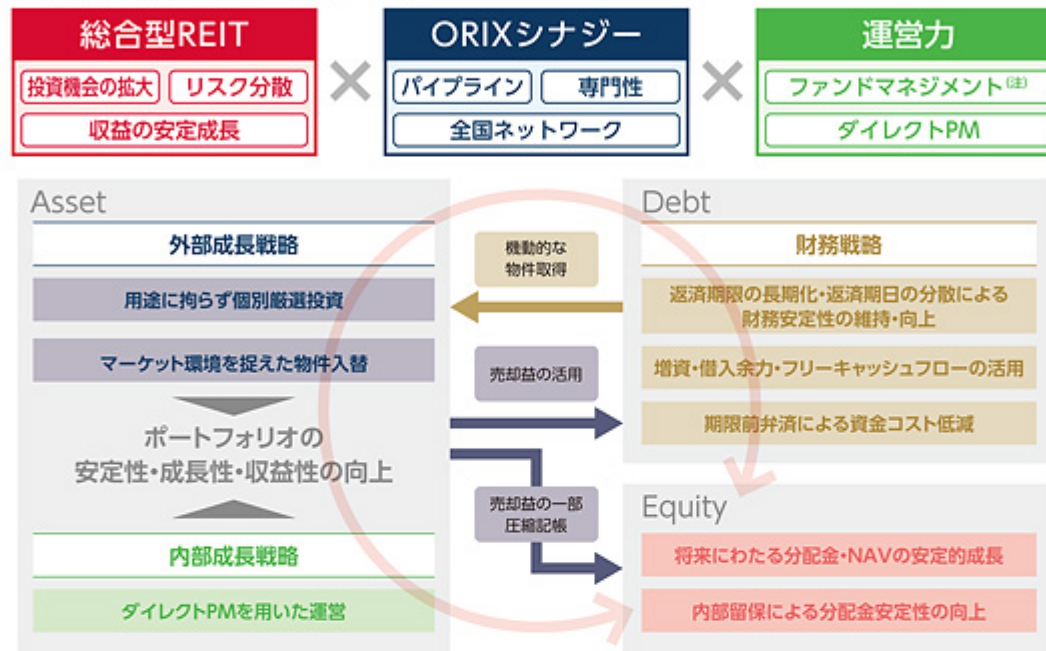 総合型REIT
投資機会の拡大
リスク分散
収益の安定成長
×
ORIXシナジー
パイプライン
専門性
全国ネットワーク
×
運営力
ファンドマネジメント(注)
ダイレクトPM
Asset
外部成長戦略
用途に拘らず個別厳選投資
マーケット環境を捉えた物件入替
ポートフォリオの
安定性・成長性・収益性の向上
内部成長戦略
ダイレクトPMを用いた運営
機動的な
物件取得
売却益の活用
売却益の一部
圧縮記帳
Debt
財務戦略
返済期限の長期化・返済期日の分散による
財務安定性の維持・向上
増資・借入余力・フリーキャッシュフローの活用
期限前弁済による資金コスト低減
Equity
将来にわたる分配金・NAVの安定的成長
内部留保による分配金安定性の向上